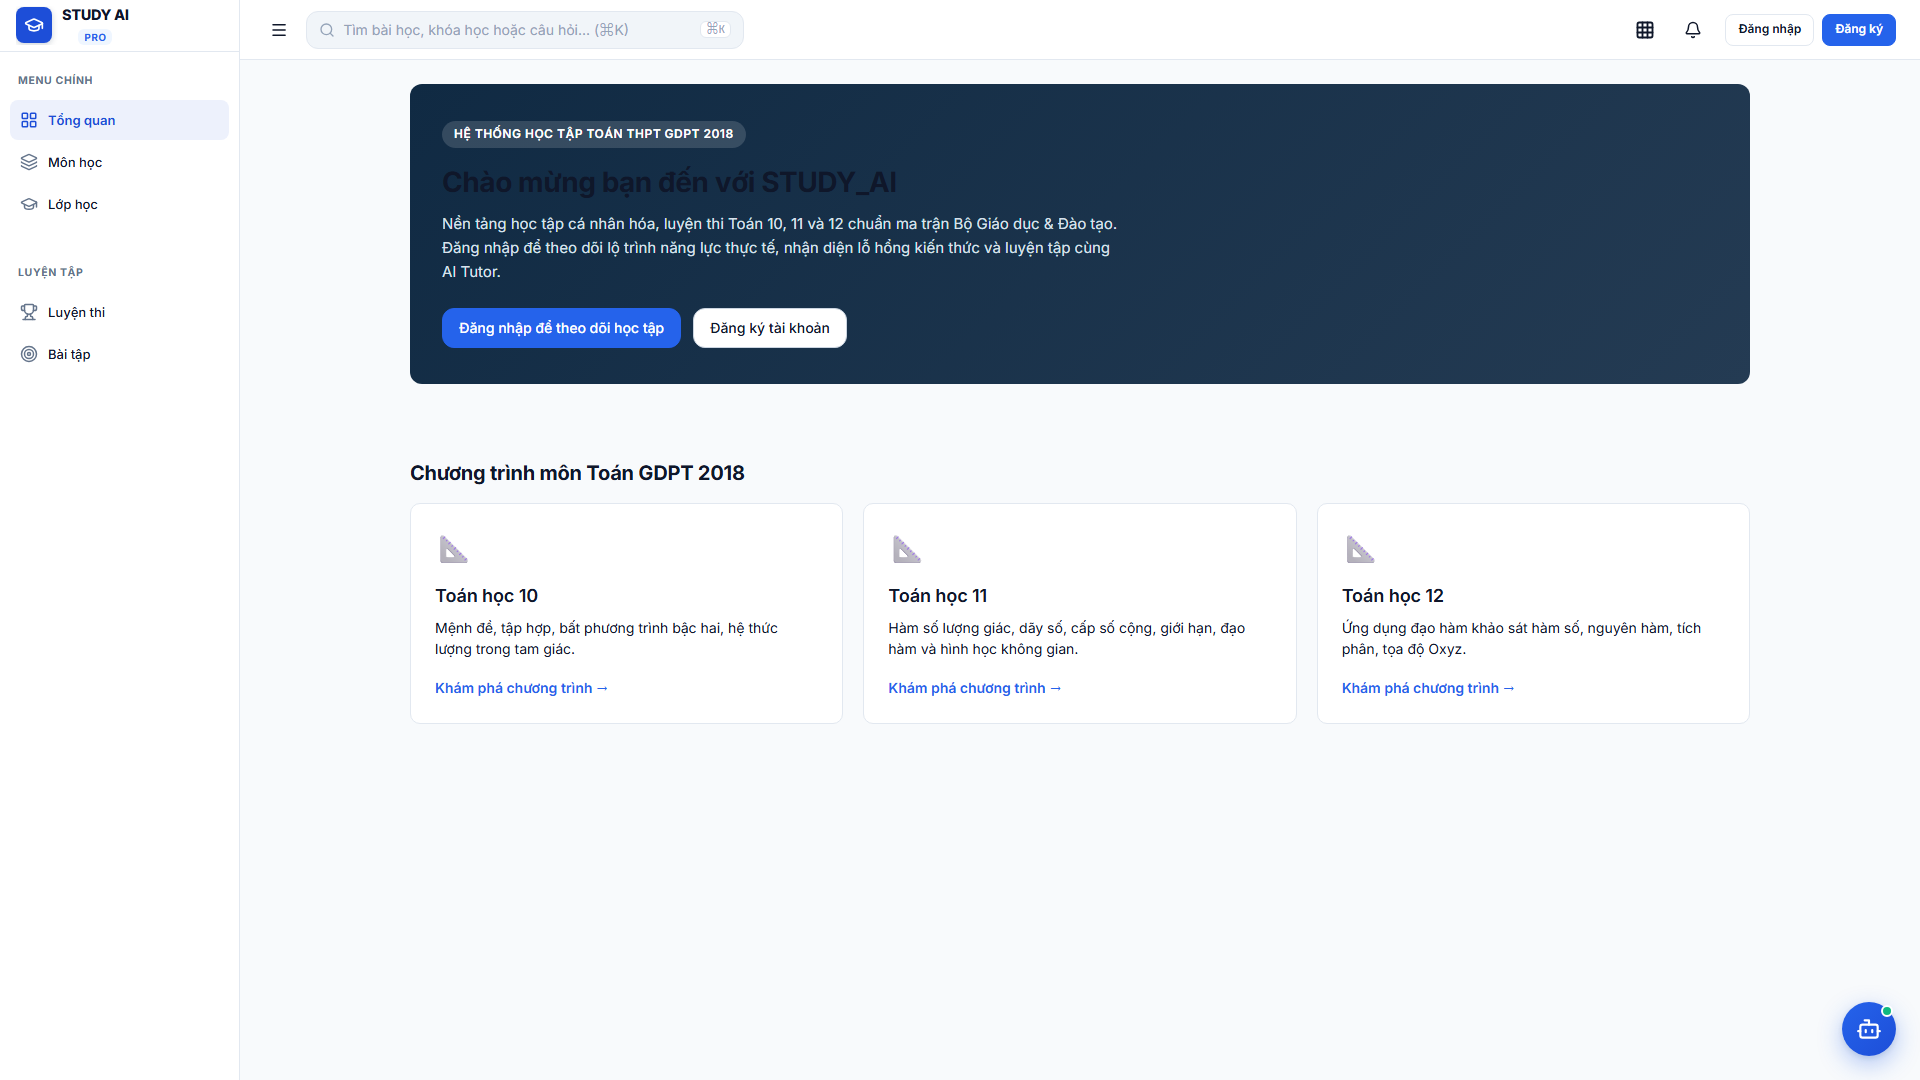 STUDY AI
PRO
MENU CHÍNH
Tổng quan
Môn học
Lớp học
LUYỆN TẬP
Luyện thi
Bài tập
Tìm bài học, khóa học hoặc câu hỏi... (⌘K)
⌘K
Đăng nhập
Đăng ký
HỆ THỐNG HỌC TẬP TOÁN THPT GDPT 2018
Chào mừng bạn đến với STUDY_AI
Nền tảng học tập cá nhân hóa, luyện thi Toán 10, 11 và 12 chuẩn ma trận Bộ Giáo dục & Đào tạo.
Đăng nhập để theo dõi lộ trình năng lực thực tế, nhận diện lỗ hổng kiến thức và luyện tập cùng
AI Tutor.
Đăng nhập để theo dõi học tập
Đăng ký tài khoản
Chương trình môn Toán GDPT 2018
Toán học 10
Mệnh đề, tập hợp, bất phương trình bậc hai, hệ thức
lượng trong tam giác.
Khám phá chương trình →
Toán học 11
Hàm số lượng giác, dãy số, cấp số cộng, giới hạn, đạo
hàm và hình học không gian.
Khám phá chương trình →
Toán học 12
Ứng dụng đạo hàm khảo sát hàm số, nguyên hàm, tích
phân, tọa độ Oxyz.
Khám phá chương trình →